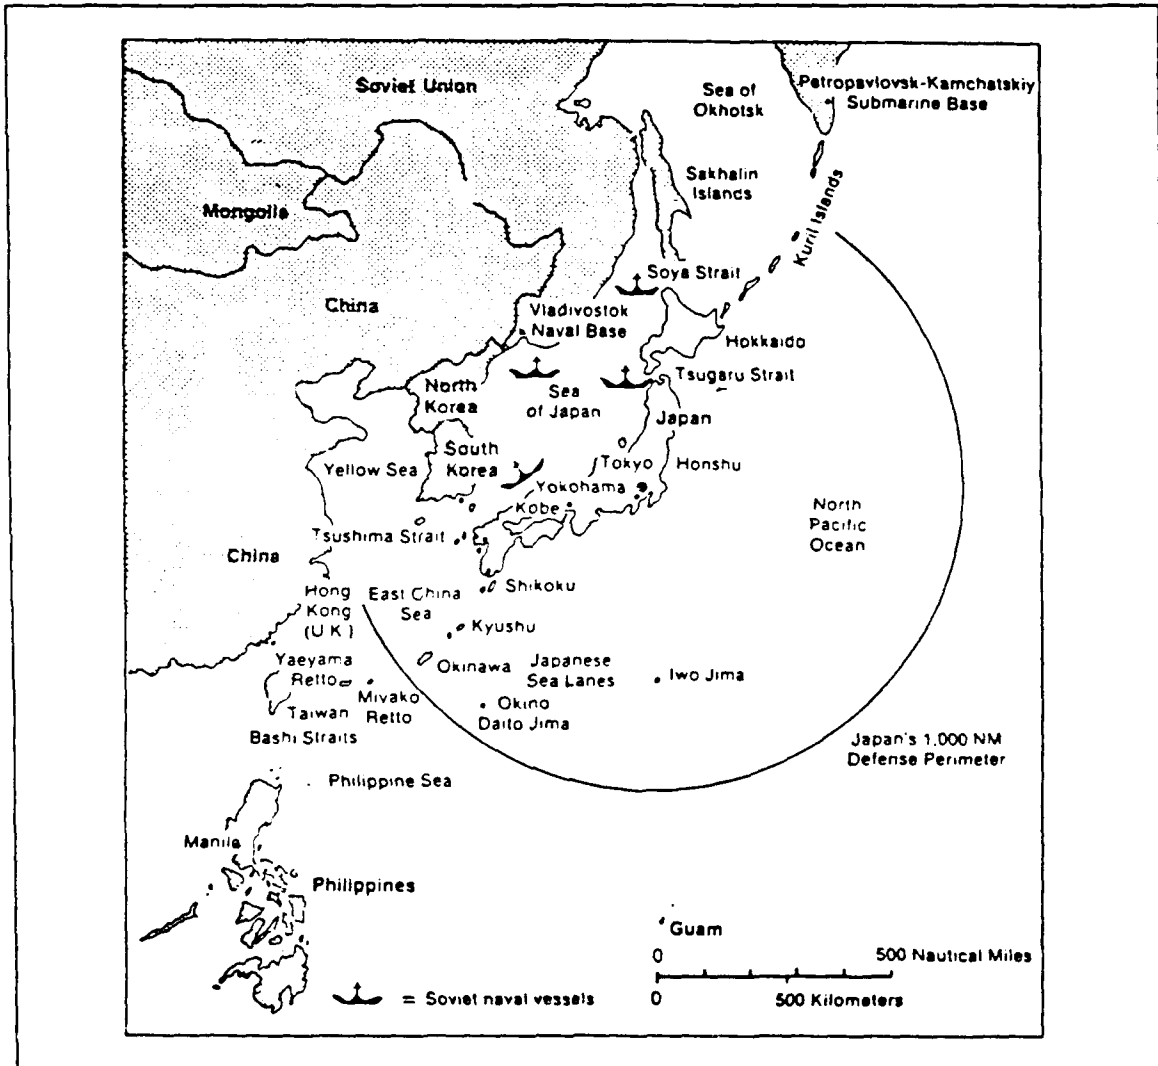 Soviet Union
Sea of
Okhotsk
Petropavlovsk-Kamchatskiy
Submarine Base
Sakhalin
Islands
Kuril Islands
Mongolia
Soya Strait
China
Vladivostok
Naval Base
Hokkaido
Tsugaru Strait
North
Korea
Sea
of Japan
Japan
South
Korea
Yellow Sea
Tokyo
Honshu
Yokohama
Kobe
North
Pacific
Ocean
Tsushima Strait
China
Hong
Kong
(U K)
East China
Sea
Shikoku
Kyushu
Yaeyama
Retto
Okinawa
Japanese
Sea Lanes
Iwo Jima
Miyako
Retto
Okino
Daito Jima
Taiwan
Bashi Straits
Japan's 1,000 NM
Defense Perimeter
Philippine Sea
Manila
Philippines
Guam
0
500 Nautical Miles
0
500 Kilometers
= Soviet naval vessels